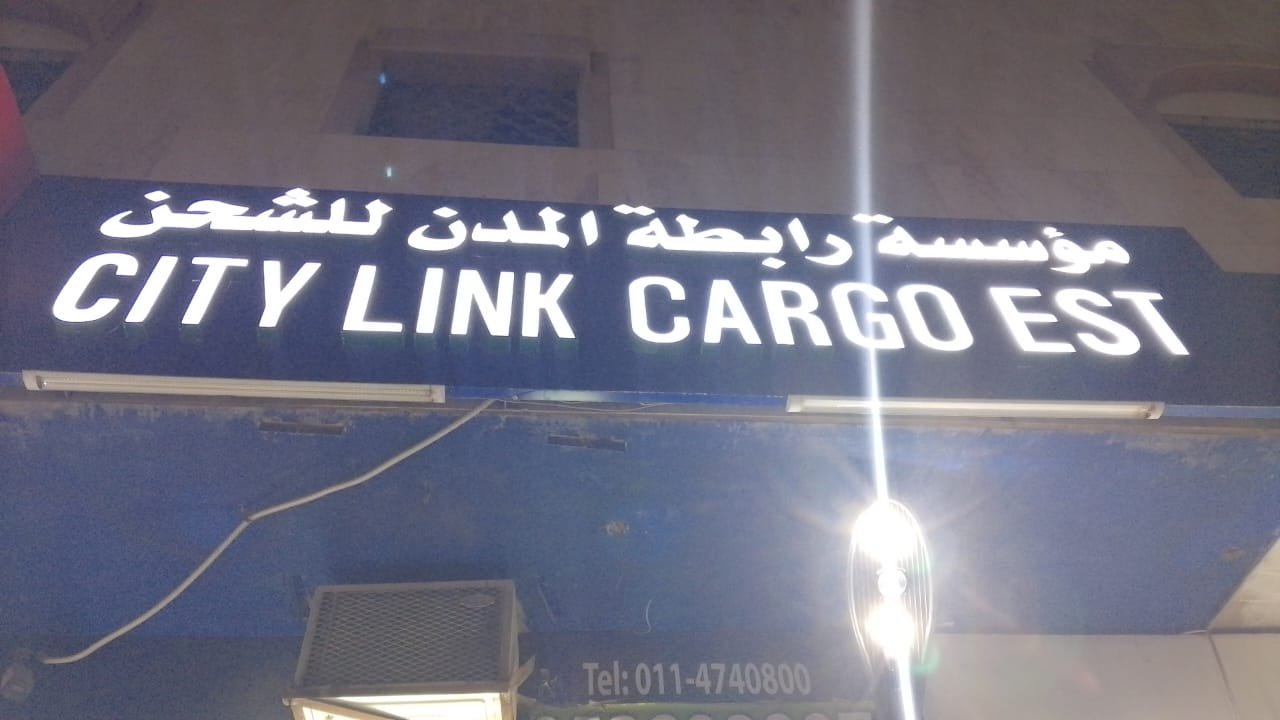 مؤسسة رابطة المدن للشحن
CITY LINK CARGO EST
Tel: 011-4740800